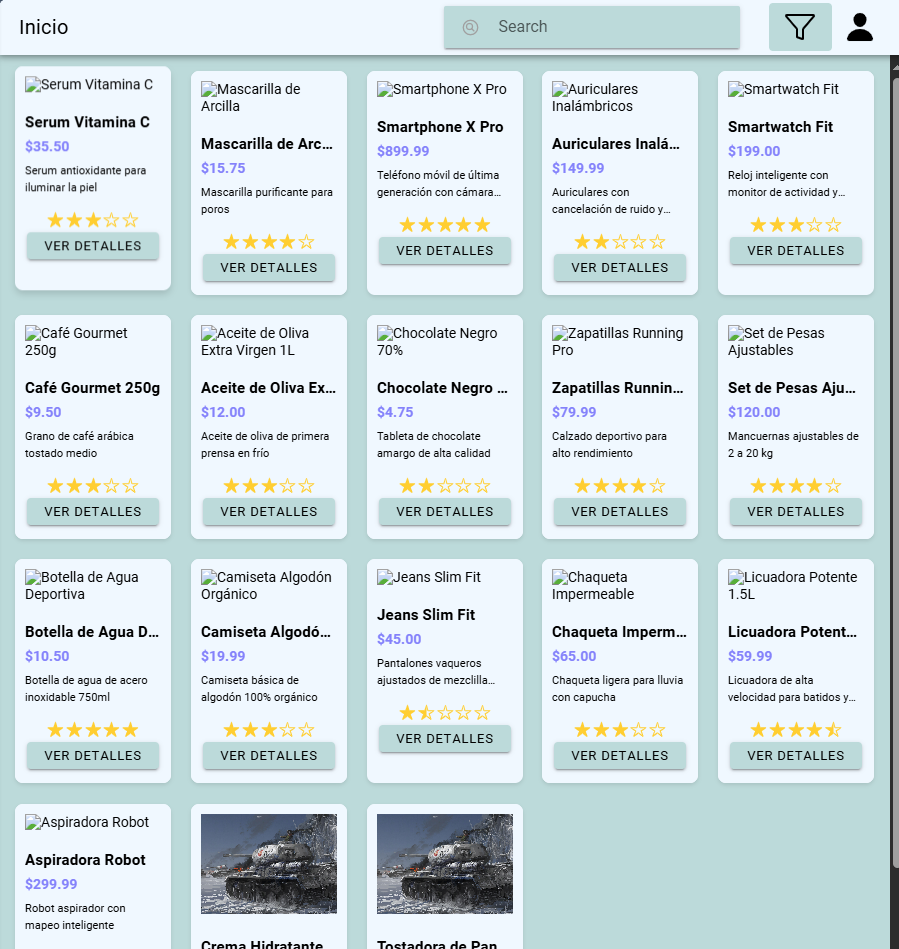 Inicio
Search
Serum Vitamina C
Serum Vitamina C
$35.50
Serum antioxidante para
iluminar la piel
VER DETALLES
Mascarilla de
Arcilla
Mascarilla de Arc...
$15.75
Mascarilla purificante para
poros
VER DETALLES
Smartphone X Pro
Smartphone X Pro
$899.99
Teléfono móvil de última
generación con cámara...
VER DETALLES
Auriculares
Inalámbricos
Auriculares Inalá...
$149.99
Auriculares con
cancelación de ruido y...
VER DETALLES
Smartwatch Fit
Smartwatch Fit
$199.00
Reloj inteligente con
monitor de actividad y...
VER DETALLES
Café Gourmet
250g
Café Gourmet 250g
$9.50
Grano de café arábica
tostado medio
VER DETALLES
Aceite de Oliva
Extra Virgen 1L
Aceite de Oliva Ex...
$12.00
Aceite de oliva de primera
prensa en frío
VER DETALLES
Chocolate Negro
70%
Chocolate Negro ...
$4.75
Tableta de chocolate
amargo de alta calidad
VER DETALLES
Zapatillas Running
Pro
Zapatillas Runnin...
$79.99
Calzado deportivo para
alto rendimiento
VER DETALLES
Set de Pesas
Ajustables
Set de Pesas Aju...
$120.00
Mancuernas ajustables de
2 a 20 kg
VER DETALLES
Botella de Agua
Deportiva
Botella de Agua D...
$10.50
Botella de agua de acero
inoxidable 750ml
VER DETALLES
Camiseta Algodón
Orgánico
Camiseta Algodó...
$19.99
Camiseta básica de
algodón 100% orgánico
VER DETALLES
Jeans Slim Fit
Jeans Slim Fit
$45.00
Pantalones vaqueros
ajustados de mezclilla...
VER DETALLES
Chaqueta
Impermeable
Chaqueta Imperm...
$65.00
Chaqueta ligera para lluvia
con capucha
VER DETALLES
Licuadora Potente
1.5L
Licuadora Potent...
$59.99
Licuadora de alta
velocidad para batidos y...
VER DETALLES
Aspiradora Robot
Aspiradora Robot
$299.99
Robot aspirador con
mapeo inteligente
Crema Hidratante
Tostadora de Pan